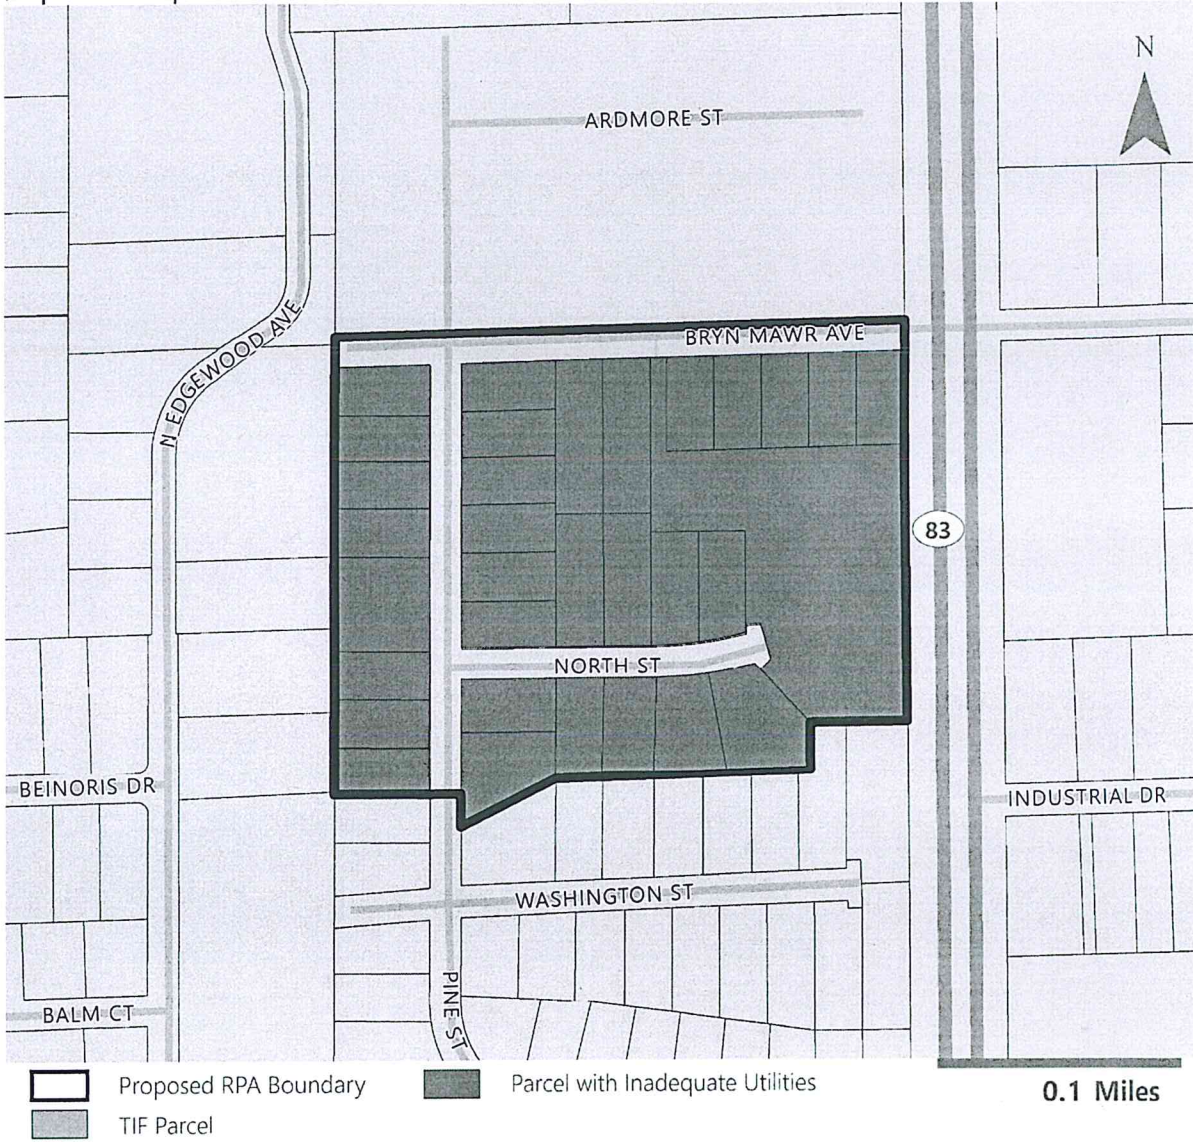 N
ARDMORE ST
N EDGEWOOD AVE
BRYN MAWR AVE
83
NORTH ST
BEINORIS DR
INDUSTRIAL DR
WASHINGTON ST
BALM CT
PINE ST
Proposed RPA Boundary
Parcel with Inadequate Utilities
0.1 Miles
TIF Parcel